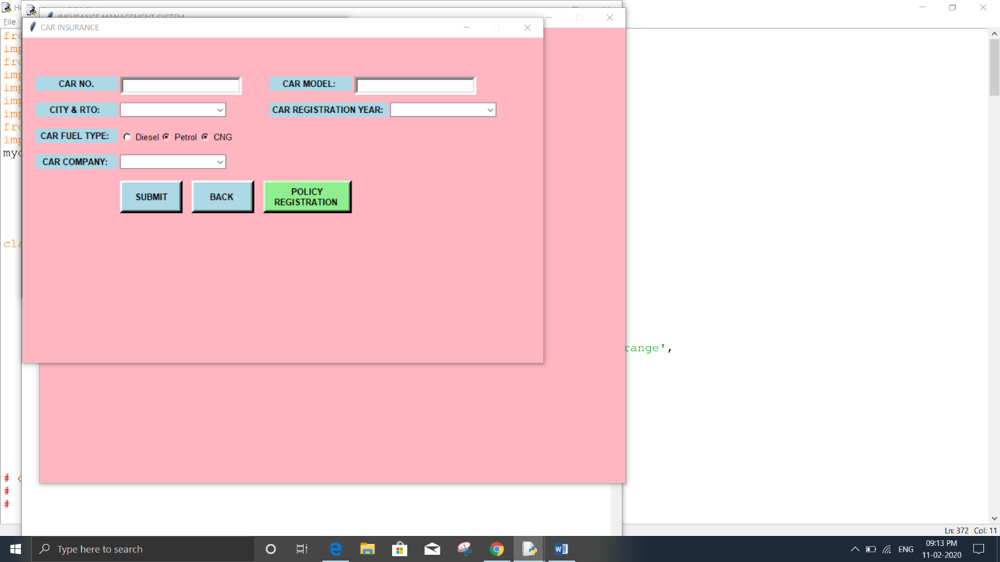 He
INSURANCE MANAGEMENT SYSTEM
CAR INSURANCE
File
fro
imp
fro
imp
imp
imp
imp
fro
imp
myc
CAR NO.
CAR MODEL:
CITY & RTO:
CAR REGISTRATION YEAR:
CAR FUEL TYPE: Diesel Petrol CNG
CAR COMPANY:
SUBMIT
BACK
POLICY
REGISTRATION
cla
range',
# c
#
#
Ln: 372 Col: 11
Type here to search
ENG
09:13 PM
11-02-2020